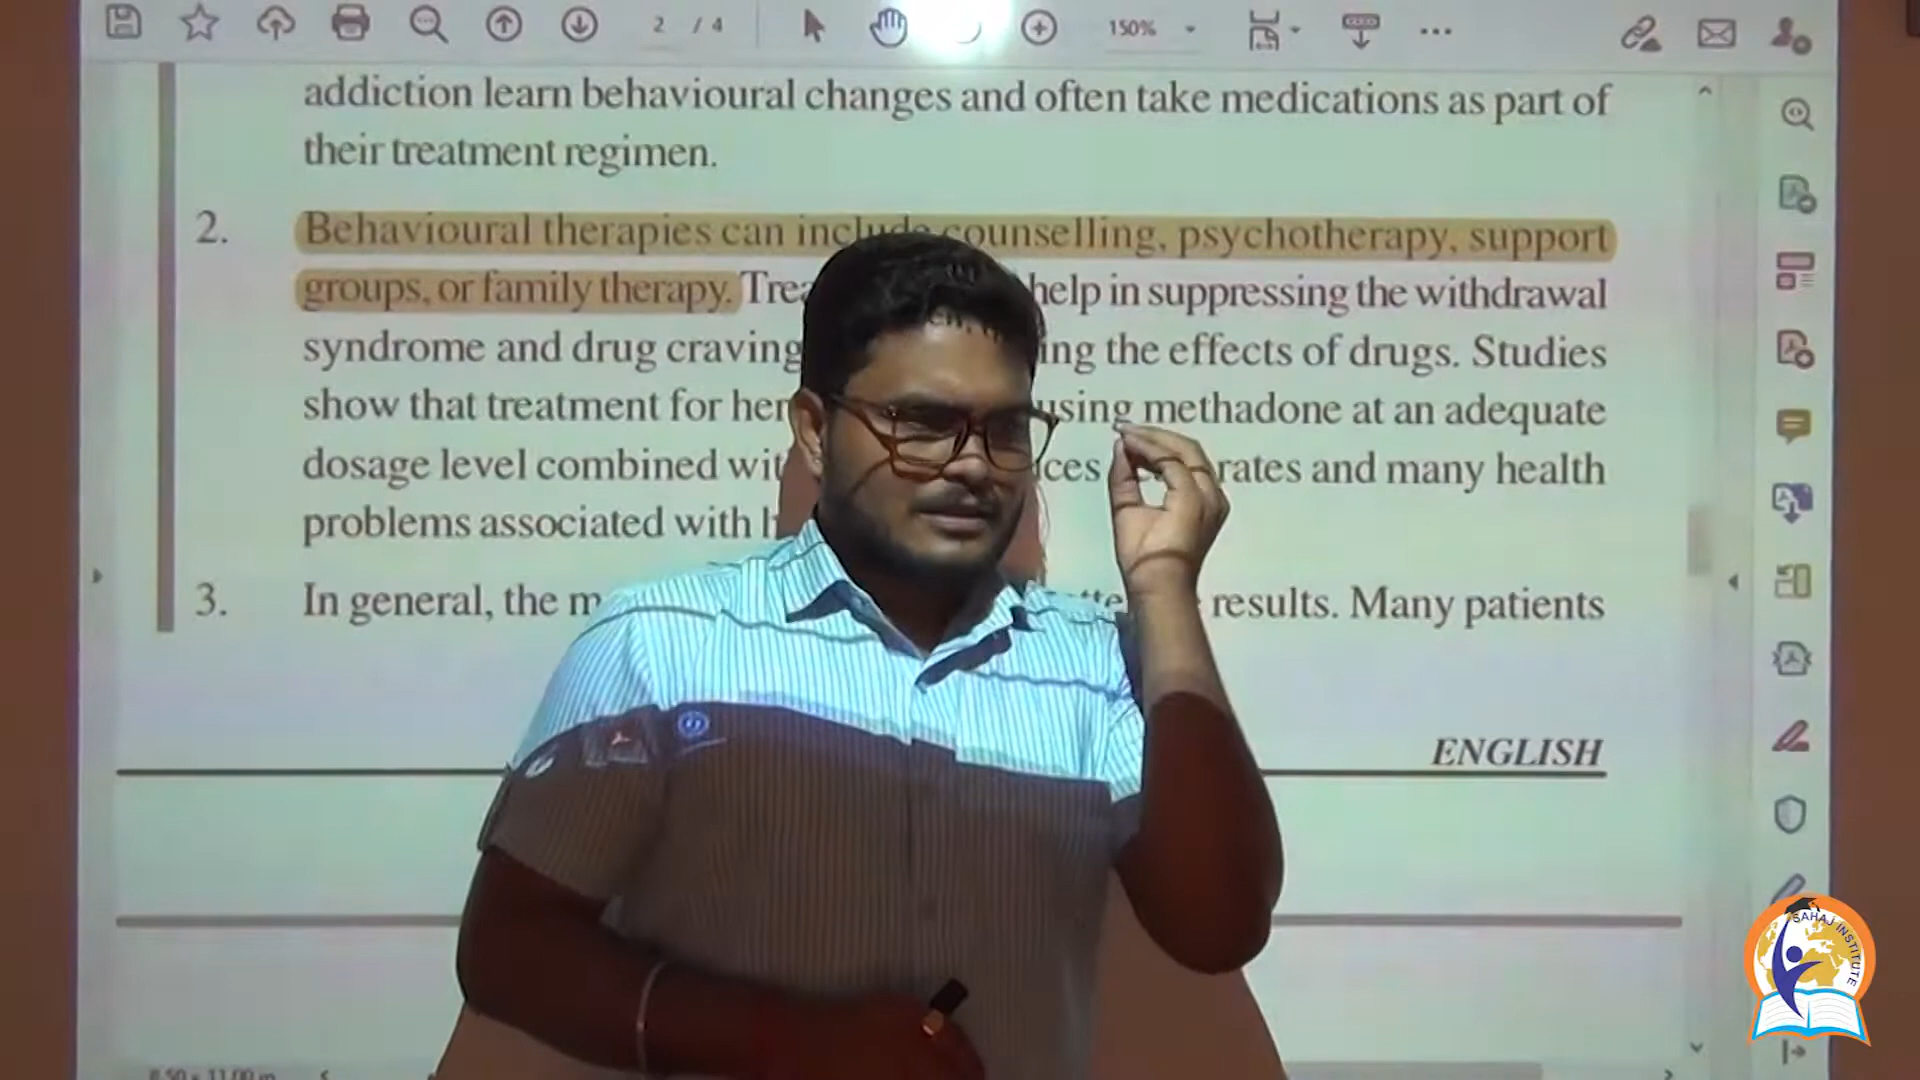 2 / 4
150%
addiction learn behavioural changes and often take medications as part of
their treatment regimen.
2. Behavioural therapies can include counselling, psychotherapy, support
groups, or family therapy. help in suppressing the withdrawal
syndrome and drug craving the effects of drugs. Studies
show that treatment for using methadone at an adequate
dosage level combined rates and many health
problems associated with
3. In general, the results. Many patients
ENGLISH
SAHAJ INSTITUTE